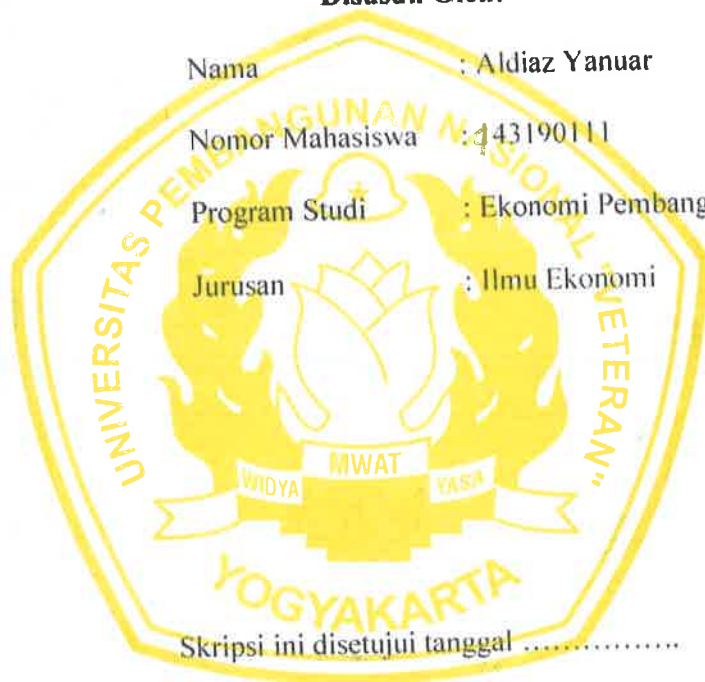 Nama : Aldiaz Yanuar
Nomor Mahasiswa : 143190111
Program Studi : Ekonomi Pembang
Jurusan : Ilmu Ekonomi
UNIVERSITAS PEMBANGUNAN NASIONAL "VETERAN"
WIDYA MWAT YASA
YOGYAKARTA
Skripsi ini disetujui tanggal ................